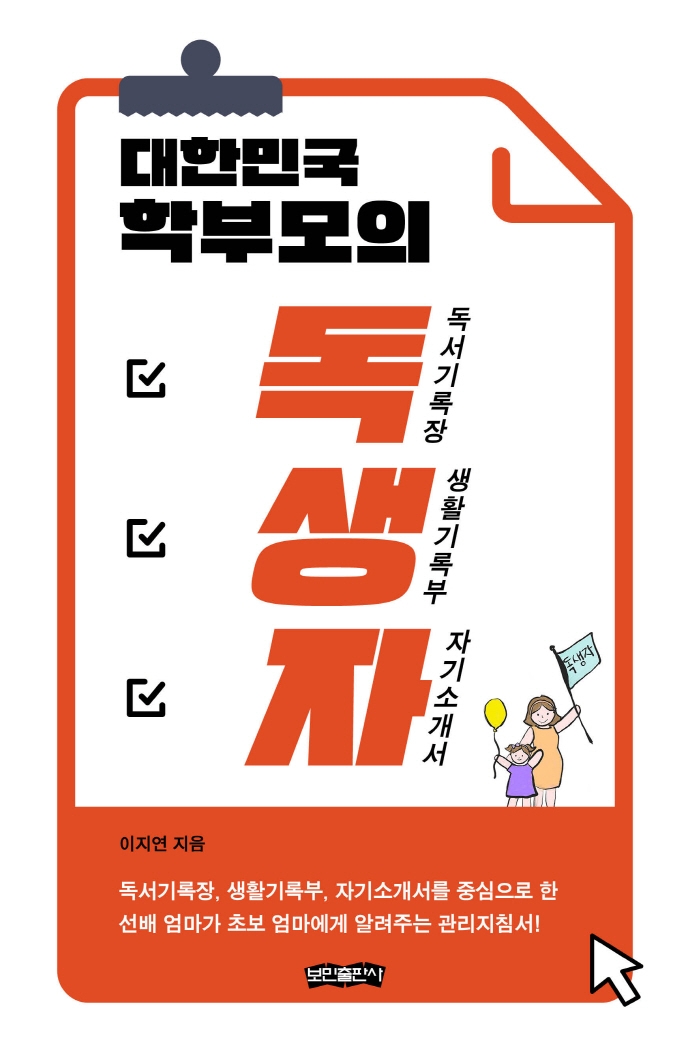 대한민국
학부모의
독
독서기록장
생
생활기록부
자
자기소개서
독생자
이지연 지음
독서기록장, 생활기록부, 자기소개서를 중심으로 한
선배 엄마가 초보 엄마에게 알려주는 관리지침서!
보민출판사